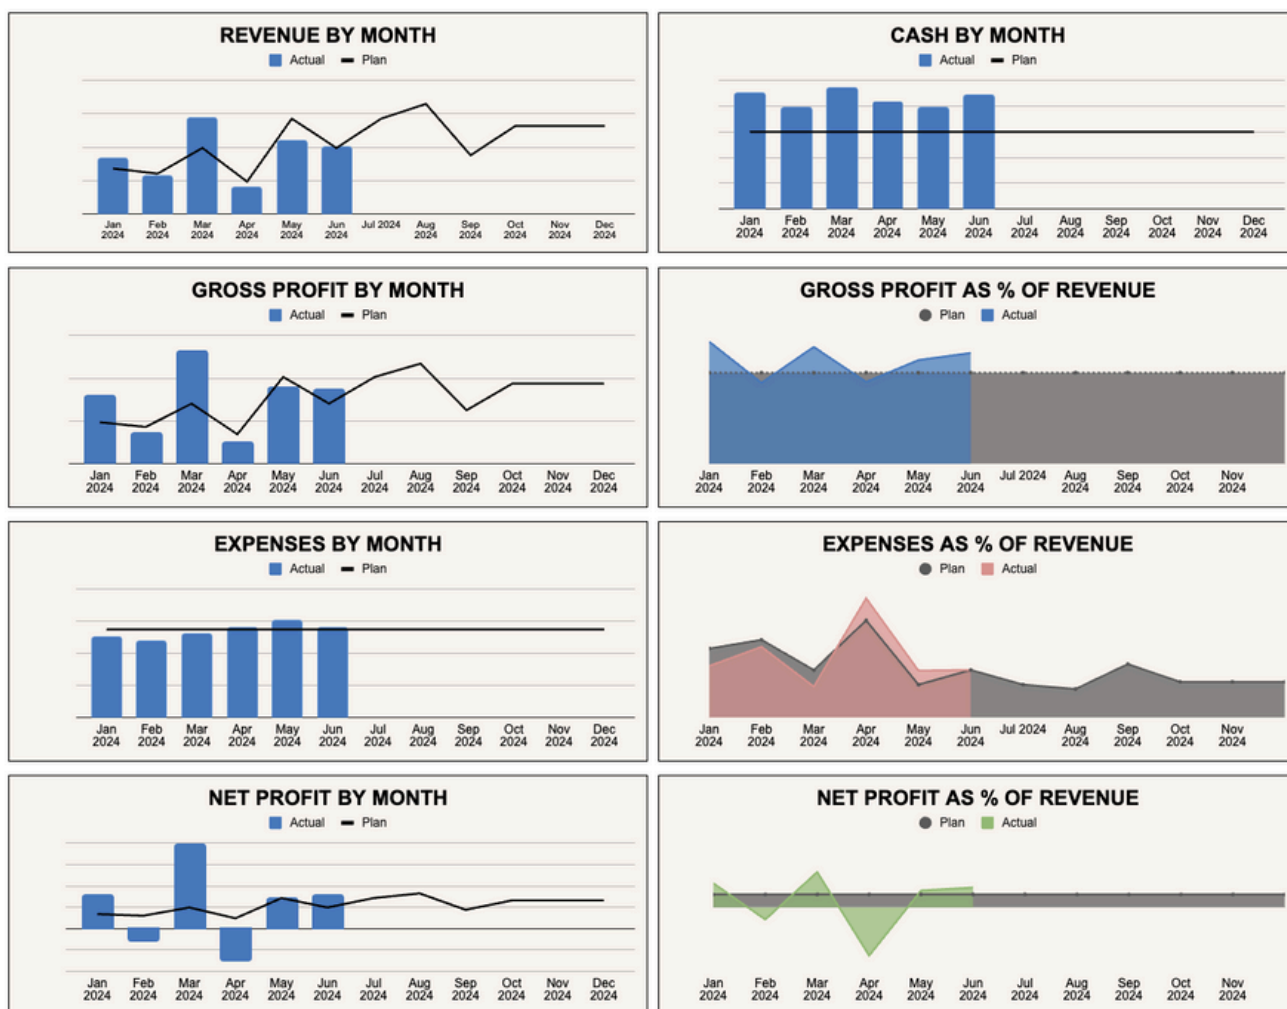 REVENUE BY MONTH
Actual Plan
Jan 2024 Feb 2024 Mar 2024 Apr 2024 May 2024 Jun 2024 Jul 2024 Aug 2024 Sep 2024 Oct 2024 Nov 2024 Dec 2024
CASH BY MONTH
Actual Plan
Jan 2024 Feb 2024 Mar 2024 Apr 2024 May 2024 Jun 2024 Jul 2024 Aug 2024 Sep 2024 Oct 2024 Nov 2024 Dec 2024
GROSS PROFIT BY MONTH
Actual Plan
Jan 2024 Feb 2024 Mar 2024 Apr 2024 May 2024 Jun 2024 Jul 2024 Aug 2024 Sep 2024 Oct 2024 Nov 2024 Dec 2024
GROSS PROFIT AS % OF REVENUE
Plan Actual
Jan 2024 Feb 2024 Mar 2024 Apr 2024 May 2024 Jun 2024 Jul 2024 Aug 2024 Sep 2024 Oct 2024 Nov 2024
EXPENSES BY MONTH
Actual Plan
Jan 2024 Feb 2024 Mar 2024 Apr 2024 May 2024 Jun 2024 Jul 2024 Aug 2024 Sep 2024 Oct 2024 Nov 2024 Dec 2024
EXPENSES AS % OF REVENUE
Plan Actual
Jan 2024 Feb 2024 Mar 2024 Apr 2024 May 2024 Jun 2024 Jul 2024 Aug 2024 Sep 2024 Oct 2024 Nov 2024
NET PROFIT BY MONTH
Actual Plan
Jan 2024 Feb 2024 Mar 2024 Apr 2024 May 2024 Jun 2024 Jul 2024 Aug 2024 Sep 2024 Oct 2024 Nov 2024 Dec 2024
NET PROFIT AS % OF REVENUE
Plan Actual
Jan 2024 Feb 2024 Mar 2024 Apr 2024 May 2024 Jun 2024 Jul 2024 Aug 2024 Sep 2024 Oct 2024 Nov 2024